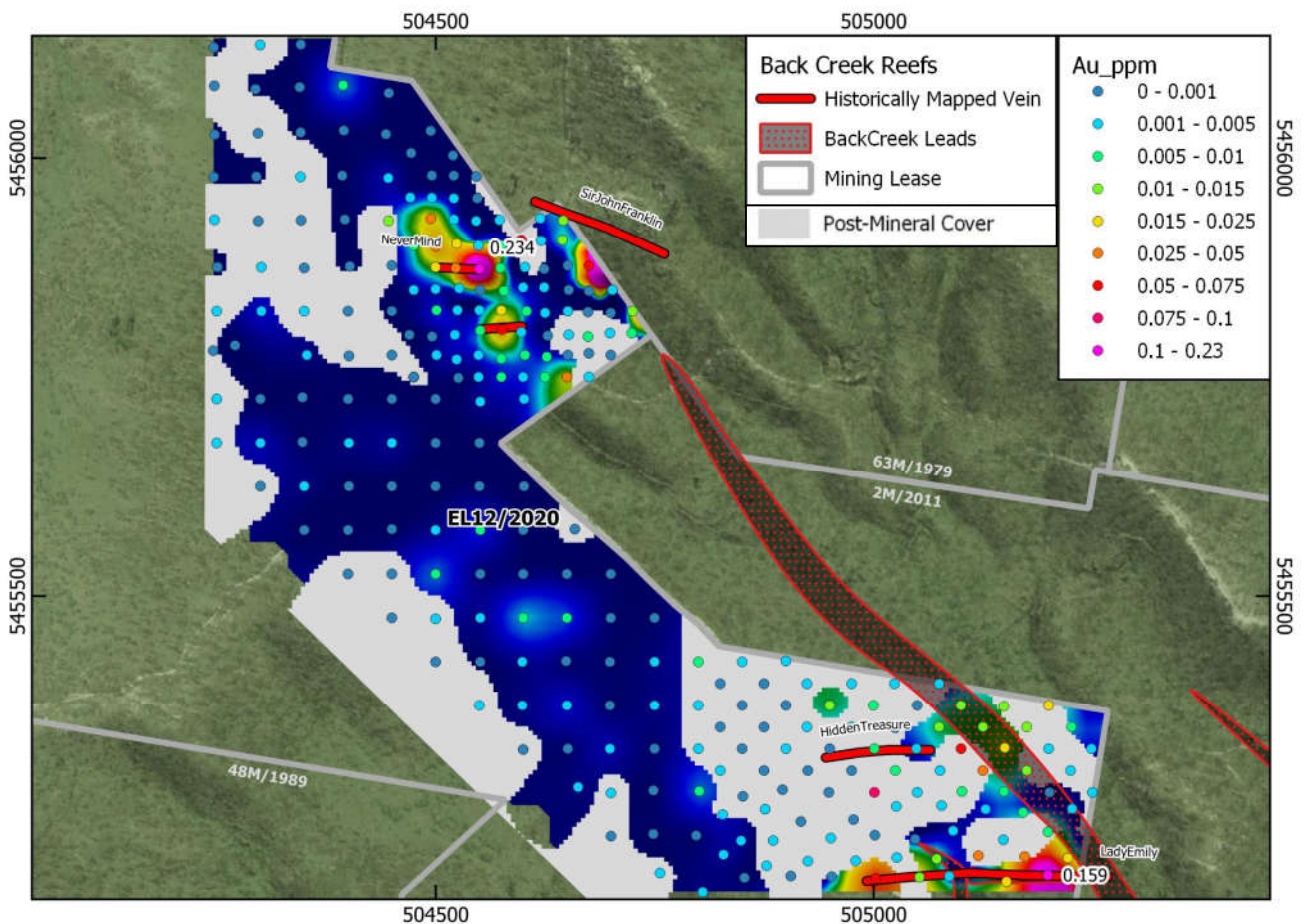 504500
505000
5456000
5455500
5456000
5455500
Back Creek Reefs
Historically Mapped Vein
BackCreek Leads
Mining Lease
Post-Mineral Cover
Au_ppm
0 - 0.001
0.001 - 0.005
0.005 - 0.01
0.01 - 0.015
0.015 - 0.025
0.025 - 0.05
0.05 - 0.075
0.075 - 0.1
0.1 - 0.23
SirJohnFranklin
NeverMind
0.234
63M/1979
2M/2011
EL12/2020
HiddenTreasure
48M/1989
LadyEmily
0.159
504500
505000